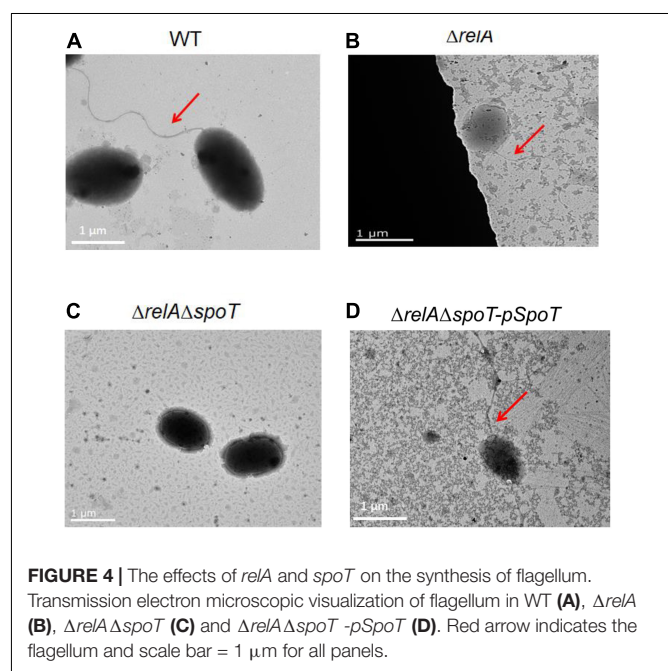 A
WT
B
ΔrelA
1 μm
1 μm
C
ΔrelAΔspoT
D
ΔrelAΔspoT-pSpoT
1 μm
1 μm
FIGURE 4 | The effects of relA and spoT on the synthesis of flagellum.
Transmission electron microscopic visualization of flagellum in WT (A), ΔrelA
(B), ΔrelAΔspoT (C) and ΔrelAΔspoT -pSpoT (D). Red arrow indicates the
flagellum and scale bar = 1 μm for all panels.